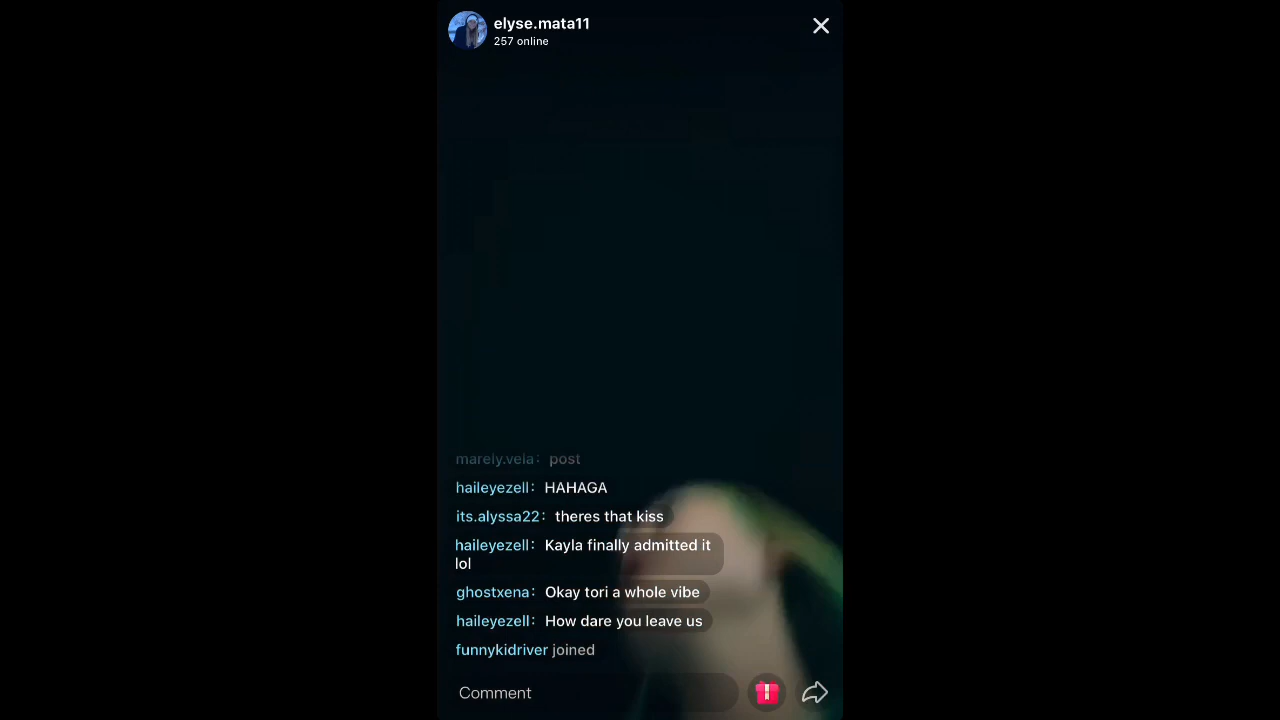 elyse.mata11
257 online
marely.vela: post
haileyezell: HAHAGA
its.alyssa22: theres that kiss
haileyezell: Kayla finally admitted it
lol
ghostxena: Okay tori a whole vibe
haileyezell: How dare you leave us
funnykidriver joined
Comment